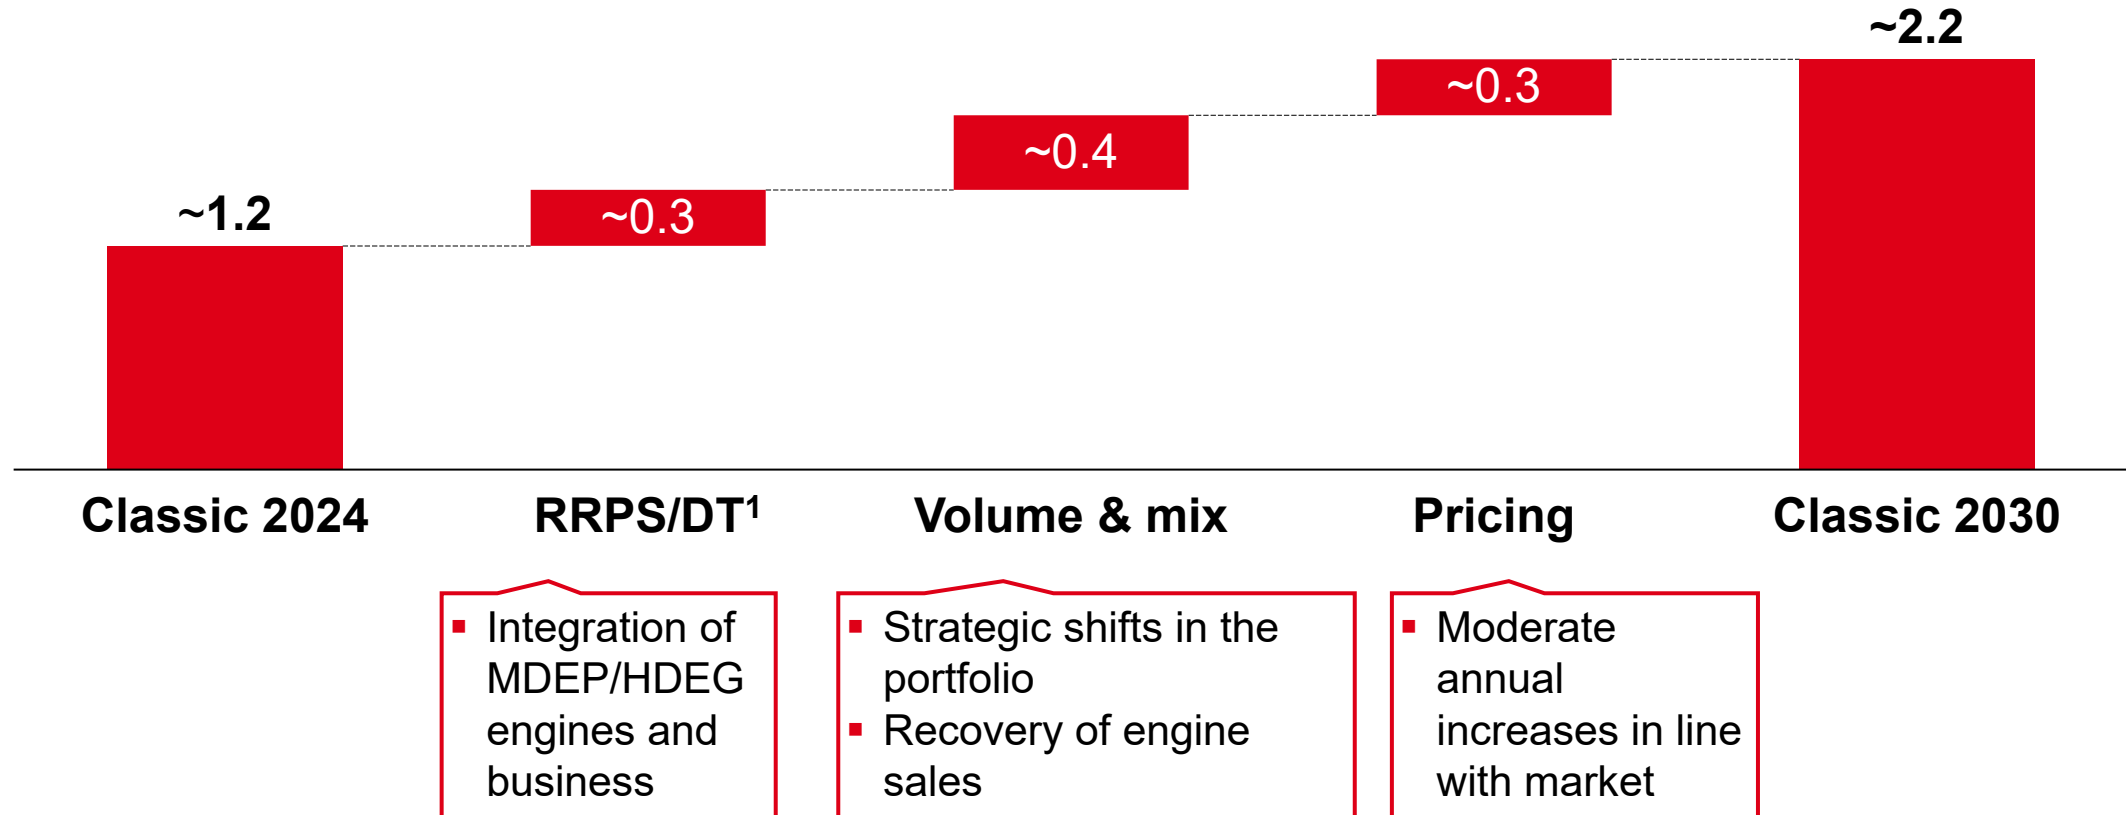 ~2.2
~0.3
~0.4
~1.2
~0.3
Classic 2024
RRPS/DT¹
Volume & mix
Pricing
Classic 2030
▪ Integration of
MDEP/HDEG
engines and
business
▪ Strategic shifts in the
portfolio
▪ Recovery of engine
sales
▪ Moderate
annual
increases in line
with market